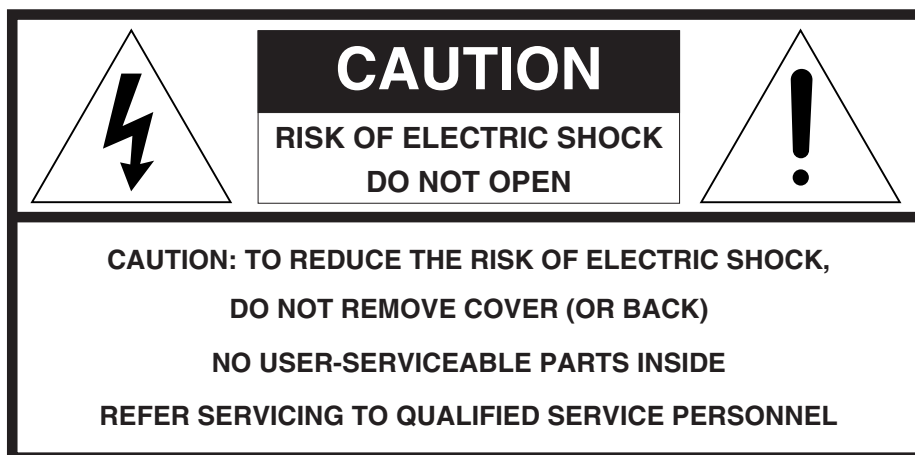 CAUTION
RISK OF ELECTRIC SHOCK
DO NOT OPEN
CAUTION: TO REDUCE THE RISK OF ELECTRIC SHOCK,
DO NOT REMOVE COVER (OR BACK)
NO USER-SERVICEABLE PARTS INSIDE
REFER SERVICING TO QUALIFIED SERVICE PERSONNEL